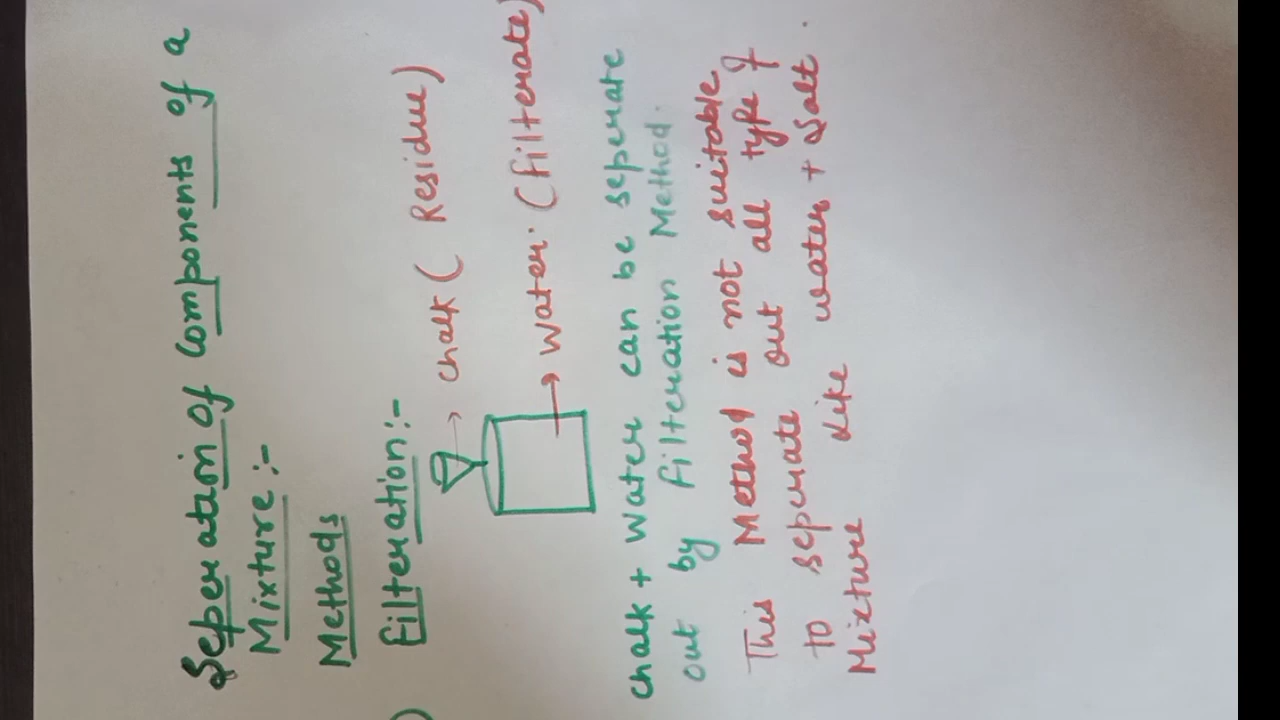 Seperation of components of a
Mixture :-
Methods
Filteration:-
→ chalk ( Residue)
→ water. (filterate)
chalk + water can be seperate
out by filteration Method.
This Method is not suitable
to seperate out all type of
Mixture like water + salt.